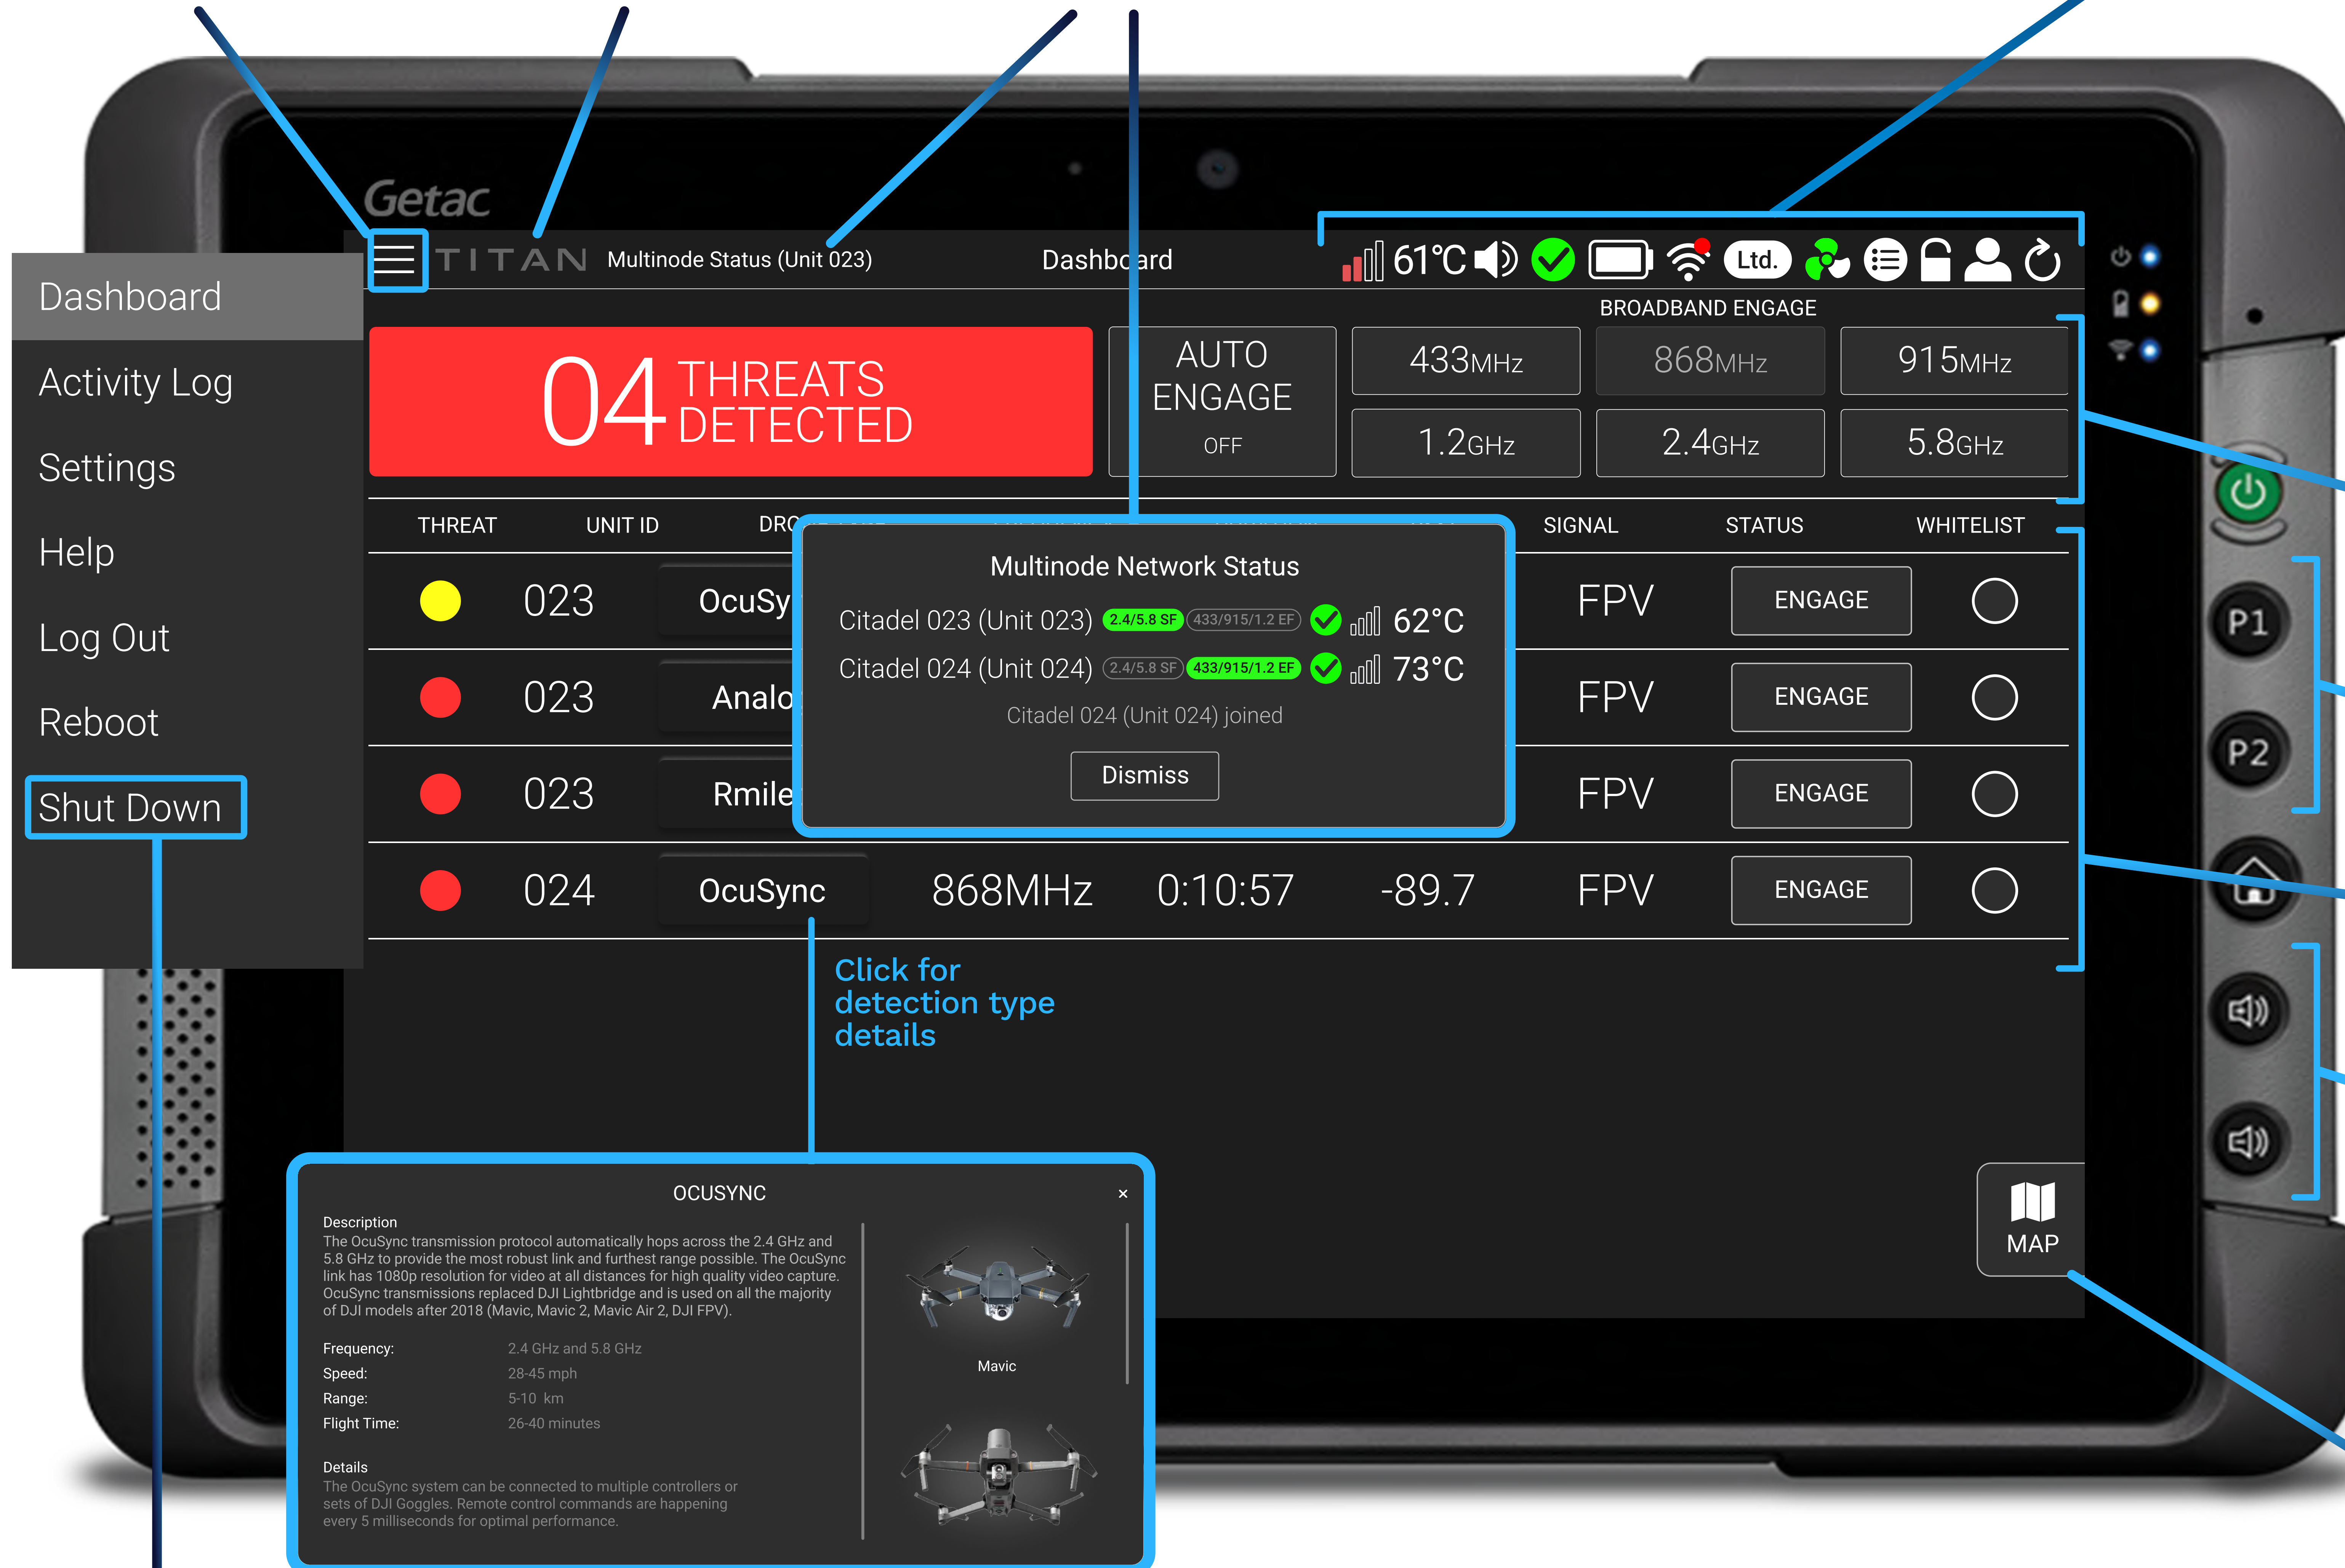 Getac
TITAN Multinode Status (Unit 023) Dashboard 61°C Ltd.
Dashboard
Activity Log
Settings
Help
Log Out
Reboot
Shut Down
04 THREATS
DETECTED
AUTO
ENGAGE
OFF
BROADBAND ENGAGE
433MHz 868MHz 915MHz
1.2GHz 2.4GHz 5.8GHz
THREAT UNIT ID SIGNAL STATUS WHITELIST
023 OcuSy FPV ENGAGE
023 Analo FPV ENGAGE
023 Rmile FPV ENGAGE
024 OcuSync 868MHz 0:10:57 -89.7 FPV ENGAGE
Multinode Network Status
Citadel 023 (Unit 023) 2.4/5.8 SF 433/915/1.2 EF 62°C
Citadel 024 (Unit 024) 2.4/5.8 SF 433/915/1.2 EF 73°C
Citadel 024 (Unit 024) joined
Dismiss
P1
P2
Click for
detection type
details
MAP
OCUSYNC
×
Description
The OcuSync transmission protocol automatically hops across the 2.4 GHz and
5.8 GHz to provide the most robust link and furthest range possible. The OcuSync
link has 1080p resolution for video at all distances for high quality video capture.
OcuSync transmissions replaced DJI Lightbridge and is used on all the majority
of DJI models after 2018 (Mavic, Mavic 2, Mavic Air 2, DJI FPV).
Frequency: 2.4 GHz and 5.8 GHz
Speed: 28-45 mph
Range: 5-10 km
Flight Time: 26-40 minutes
Details
The OcuSync system can be connected to multiple controllers or
sets of DJI Goggles. Remote control commands are happening
every 5 milliseconds for optimal performance.
Mavic